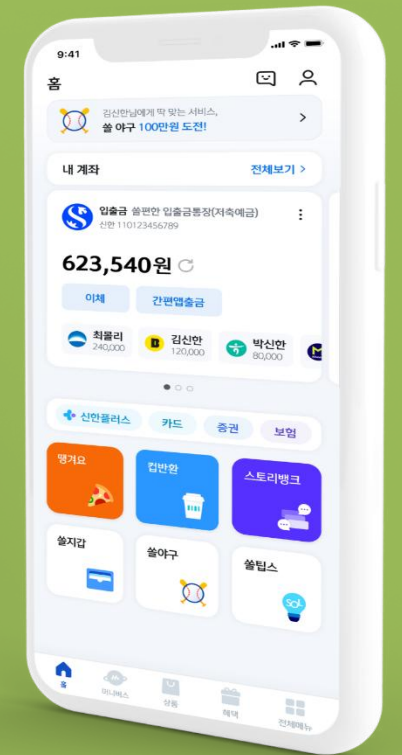 9:41
홈
김신한님에게 딱 맞는 서비스,
쏠 야구 100만원 도전!
내 계좌
전체보기 >
입출금 쏠편한 입출금통장(저축예금)
신한 110123456789
623,540원
이체
간편앱출금
최몰리
240,000
B
김신한
120,000
박신한
80,000
신한플러스
카드
증권
보험
땡겨요
컵반환
스토리뱅크
쏠지갑
쏠야구
쏠팁스
SOL
홈
머니버스
상품
혜택
전체메뉴